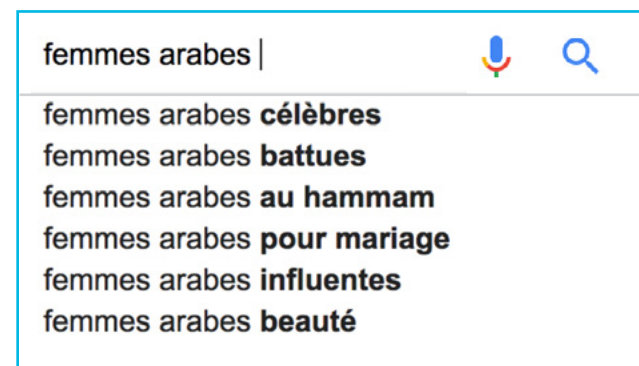 femmes arabes
femmes arabes célèbres
femmes arabes battues
femmes arabes au hammam
femmes arabes pour mariage
femmes arabes influentes
femmes arabes beauté